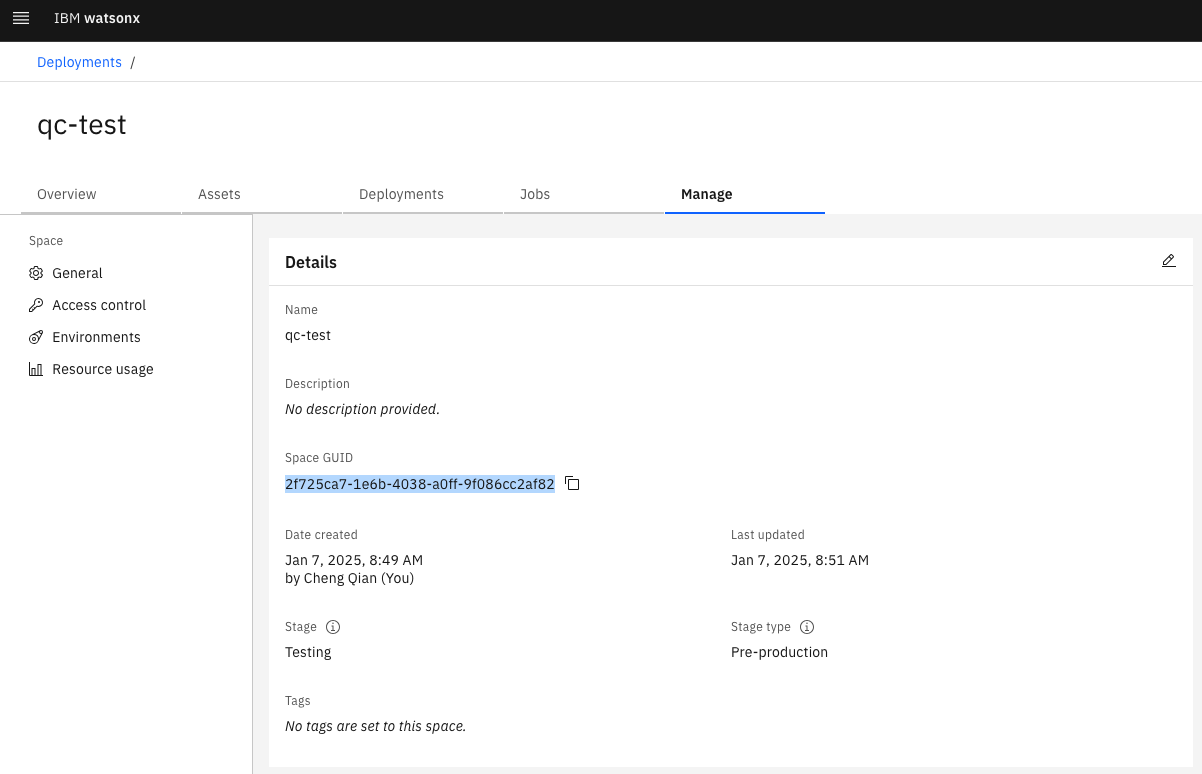 IBM watsonx
Deployments /
qc-test
Overview
Assets
Deployments
Jobs
Manage
Space
General
Access control
Environments
Resource usage
Details
Name
qc-test
Description
No description provided.
Space GUID
2f725ca7-1e6b-4038-a0ff-9f086cc2af82
Date created
Jan 7, 2025, 8:49 AM
by Cheng Qian (You)
Last updated
Jan 7, 2025, 8:51 AM
Stage
Testing
Stage type
Pre-production
Tags
No tags are set to this space.